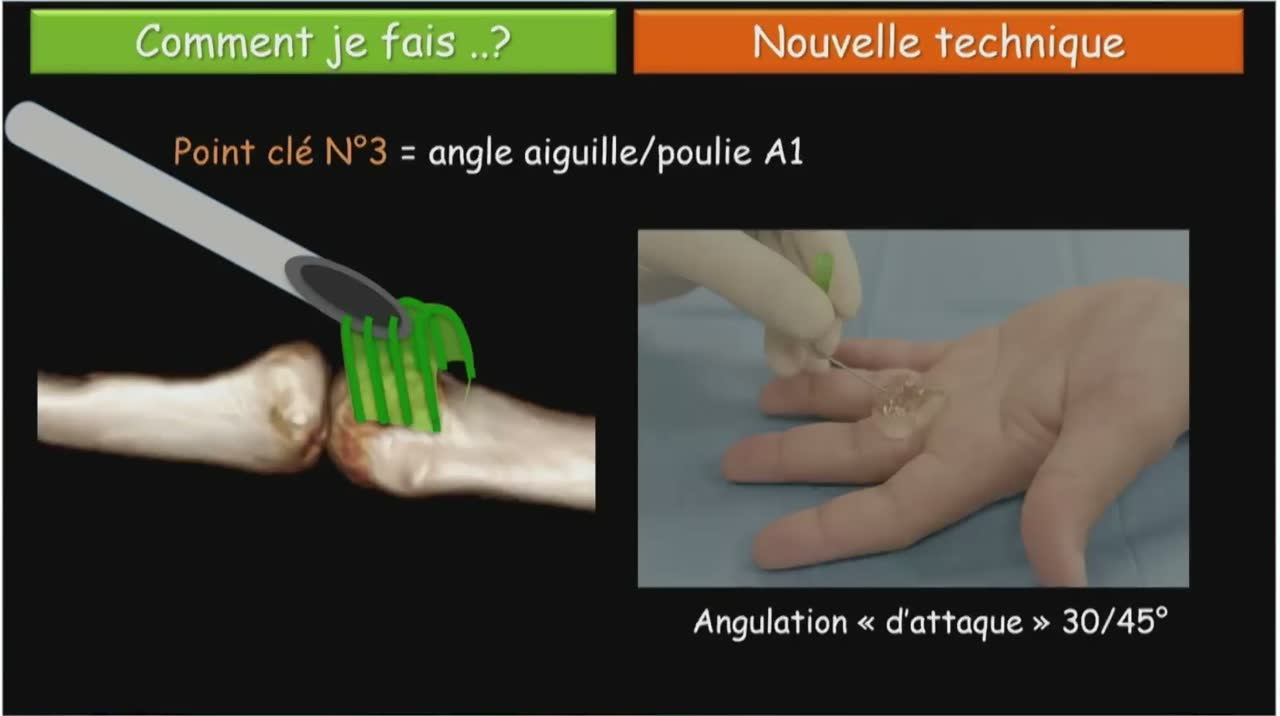 Comment je fais ..?
Nouvelle technique
Point clé N°3 = angle aiguille/poulie A1
Angulation « d'attaque » 30/45°